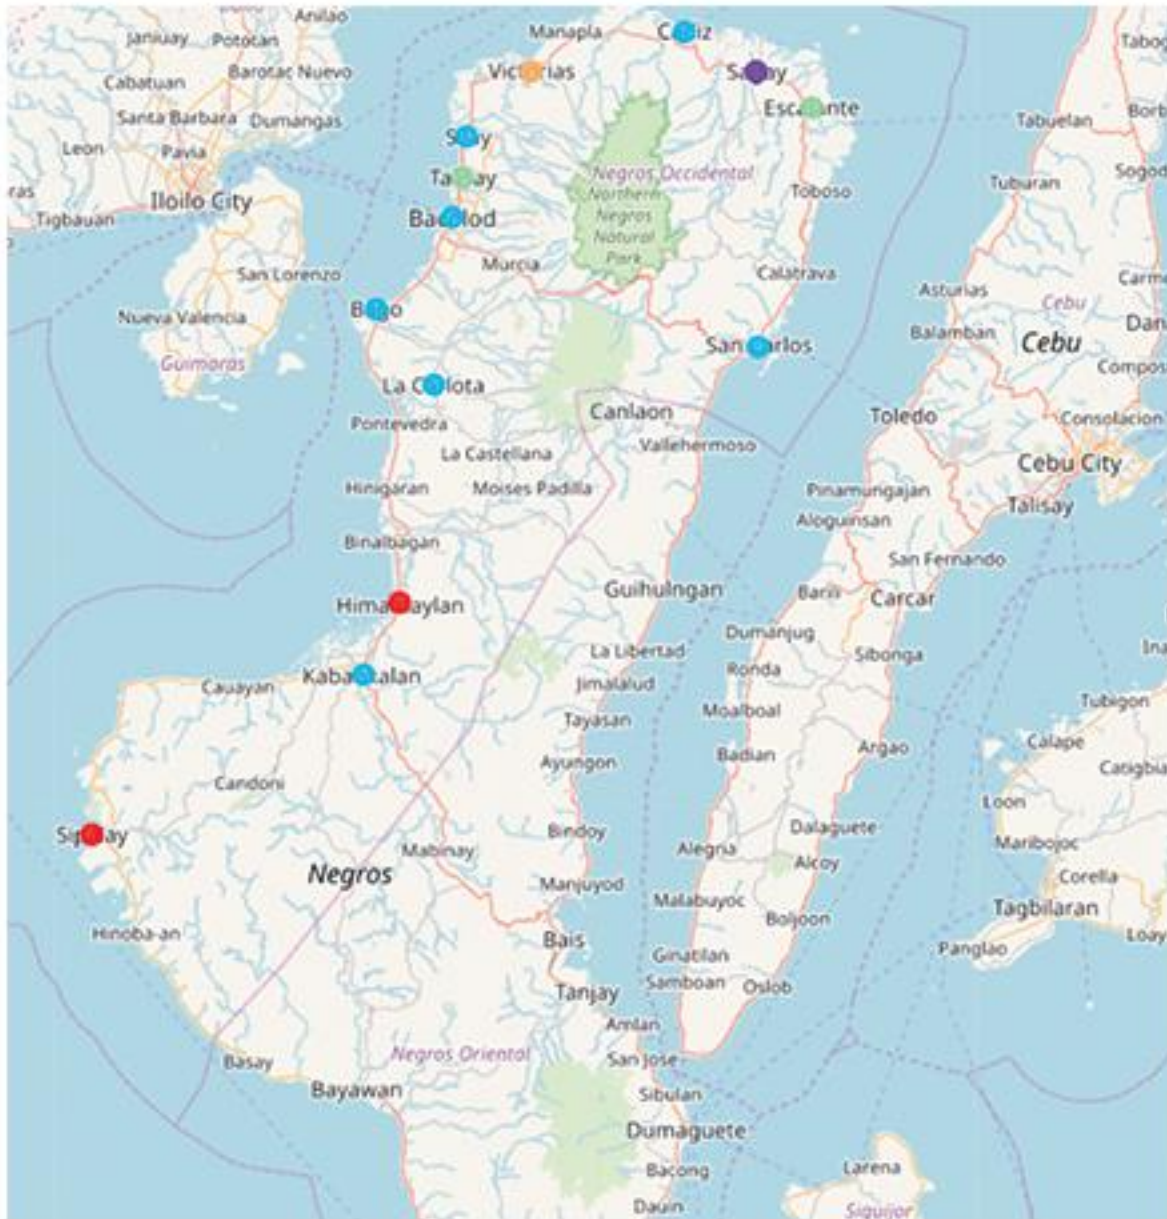 Anilao
Janiuay
Pototan
Manapla
Cabatuan
Barotac Nuevo
Santa Barbara
Dumangas
Leon
Pavia
Tabuelan
Iloilo City
Negros Occidental
Toboso
Tuburan
Tigbauan
Northern
Negros
Natural
Park
San Lorenzo
Murcia
Calatrava
Asturias
Nueva Valencia
Cebu
Balamban
Cebu
Guimaras
Canlaon
Toledo
Consolacion
Pontevedra
Vallehermoso
La Castellana
Cebu City
Hinigaran
Moises Padilla
Pinamungajan
Talisay
Aloguinsan
Binalbagan
San Fernando
Guihulngan
Barili
Carcar
Dumanjug
La Libertad
Sibonga
Ronda
Cauayan
Jimalalud
Tubigon
Moalboal
Tayasan
Calape
Argao
Badian
Ayungon
Candoni
Loon
Bindoy
Dalaguete
Maribojoc
Mabinay
Alegria
Alcoy
Negros
Corella
Manjuyod
Malabuyoc
Tagbilaran
Boljoon
Hinoba-an
Bais
Panglao
Ginatilan
Samboan
Oslob
Tanjay
Amlan
Negros Oriental
San Jose
Basay
Bayawan
Sibulan
Dumaguete
Bacong
Larena
Dauin
Siquijor